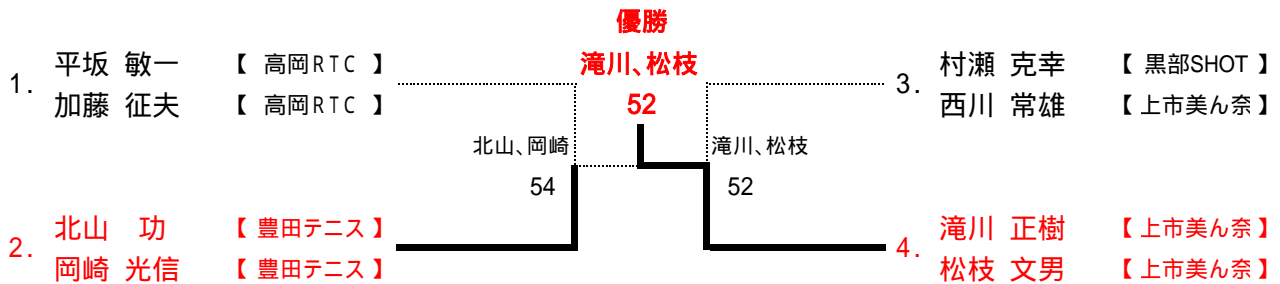 優勝
滝川、松枝
52
1.
平坂 敏一 【 高岡RTC 】
加藤 征夫 【 高岡RTC 】
3.
村瀬 克幸 【 黒部SHOT 】
西川 常雄 【 上市美ん奈 】
北山、岡崎
54
滝川、松枝
52
2.
北山 功 【 豊田テニス 】
岡崎 光信 【 豊田テニス 】
4.
滝川 正樹 【 上市美ん奈 】
松枝 文男 【 上市美ん奈 】